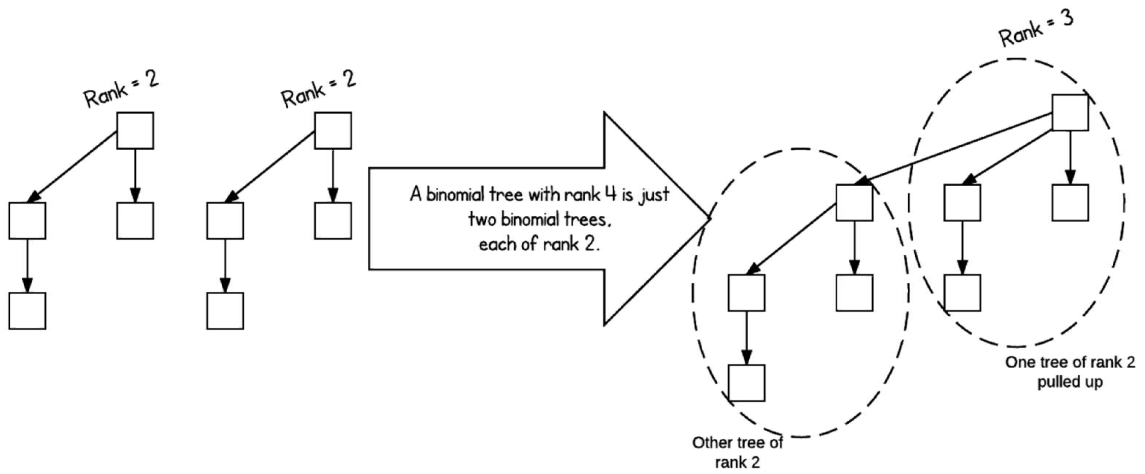 Rank = 2
Rank = 2
A binomial tree with rank 4 is just
two binomial trees,
each of rank 2.
Rank = 3
One tree of rank 2
pulled up
Other tree of
rank 2